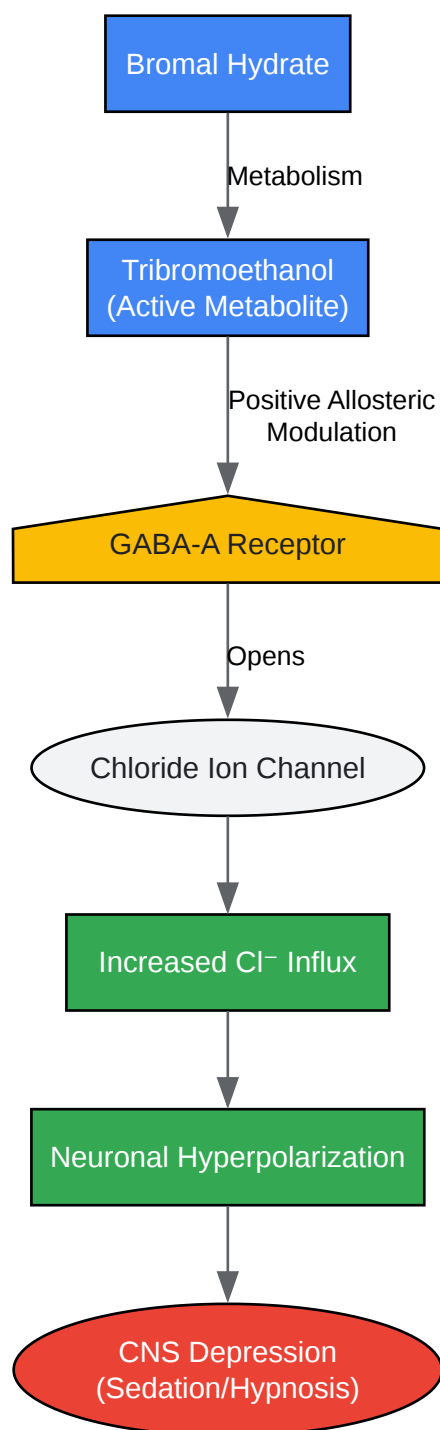 Bromal Hydrate
Metabolism
Tribromoethanol
(Active Metabolite)
Positive Allosteric
Modulation
GABA-A Receptor
Opens
Chloride Ion Channel
Increased Cl⁻ Influx
Neuronal Hyperpolarization
CNS Depression
(Sedation/Hypnosis)